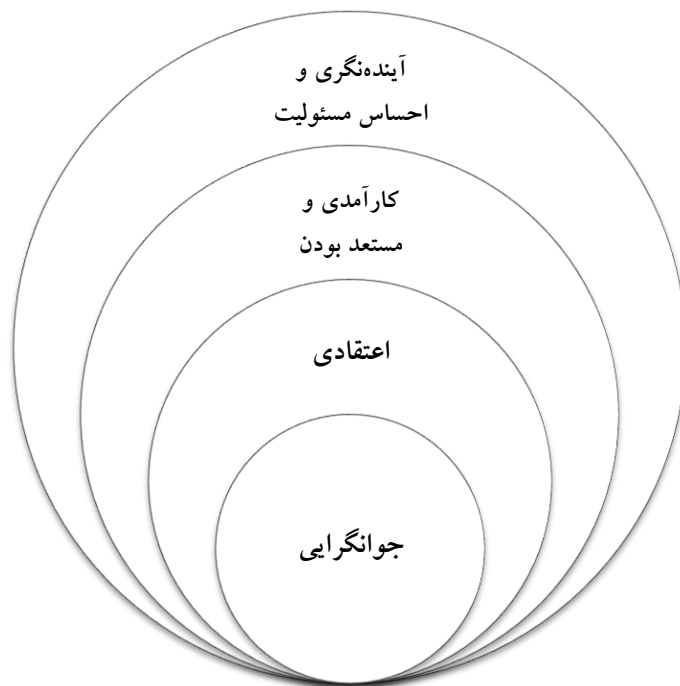 آینده‌نگری و
احساس مسئولیت
کارآمدی و
مستعد بودن
اعتقادی
جوانگرایی